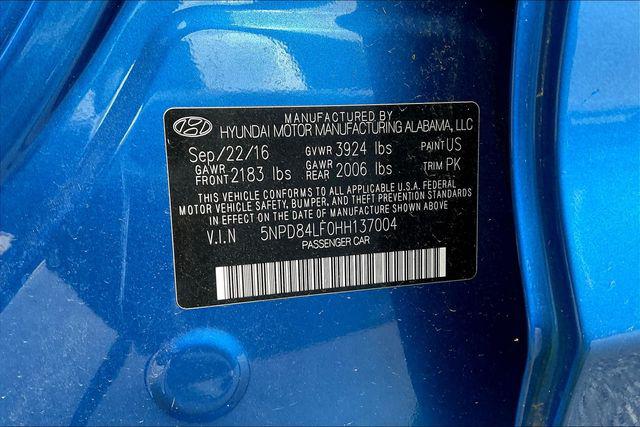 MANUFACTURED BY
HYUNDAI MOTOR MANUFACTURING ALABAMA, LLC
Sep/22/16 GVWR 3924 lbs PAINT US
GAWR FRONT 2183 lbs GAWR REAR 2006 lbs TRIM PK
THIS VEHICLE CONFORMS TO ALL APPLICABLE U.S.A. FEDERAL
MOTOR VEHICLE SAFETY, BUMPER, AND THEFT PREVENTION STANDARDS
IN EFFECT ON THE DATE OF MANUFACTURE SHOWN ABOVE.
V.I.N 5NPD84LF0HH137004
PASSENGER CAR